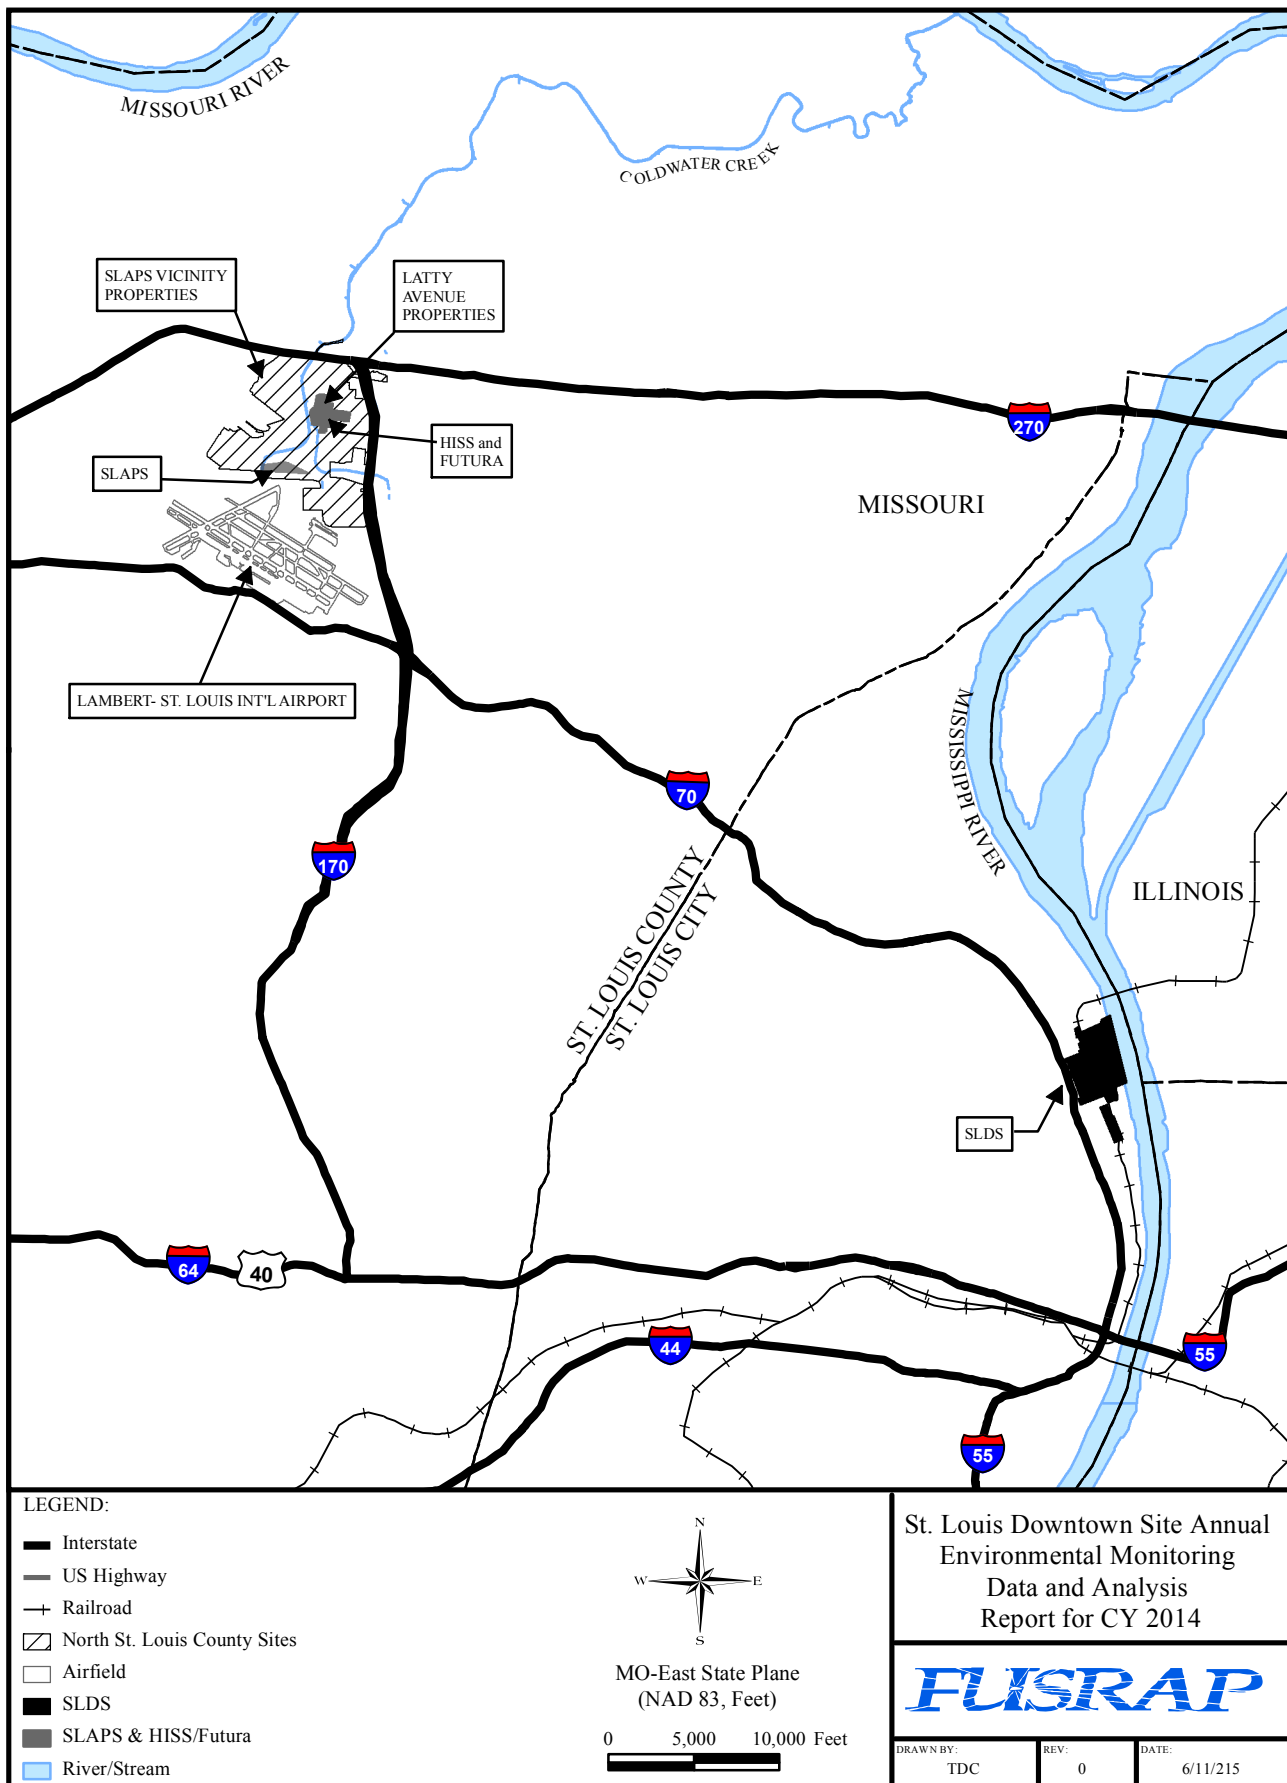 MISSOURI RIVER
COLDWATER CREEK
SLAPS VICINITY
PROPERTIES
LATTY
AVENUE
PROPERTIES
HISS and
FUTURA
SLAPS
270
MISSOURI
LAMBERT- ST. LOUIS INT'L AIRPORT
MISSISSIPPI RIVER
70
170
ILLINOIS
ST. LOUIS COUNTY
ST. LOUIS CITY
SLDS
64
40
44
55
55
LEGEND:
Interstate
US Highway
Railroad
North St. Louis County Sites
Airfield
SLDS
SLAPS & HISS/Futura
River/Stream
N
W
E
S
MO-East State Plane
(NAD 83, Feet)
0 5,000 10,000 Feet
St. Louis Downtown Site Annual
Environmental Monitoring
Data and Analysis
Report for CY 2014
FUSRAP
DRAWN BY:
TDC
REV:
0
DATE:
6/11/215